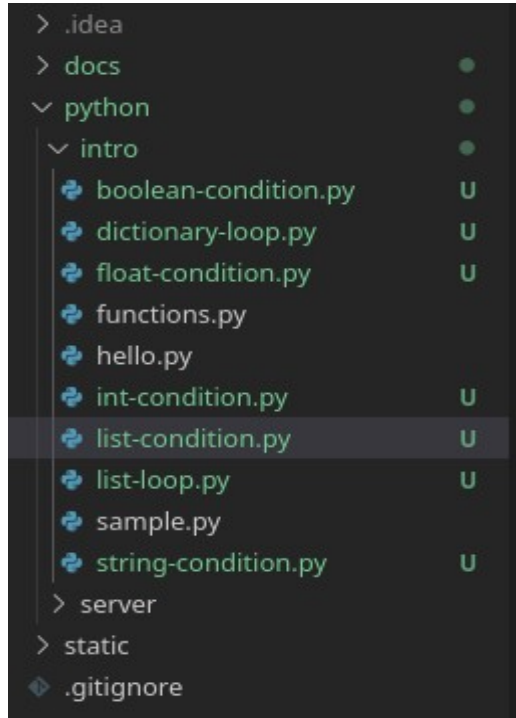 .idea
docs
python
intro
boolean-condition.py U
dictionary-loop.py U
float-condition.py U
functions.py
hello.py
int-condition.py U
list-condition.py U
list-loop.py U
sample.py
string-condition.py U
server
static
.gitignore